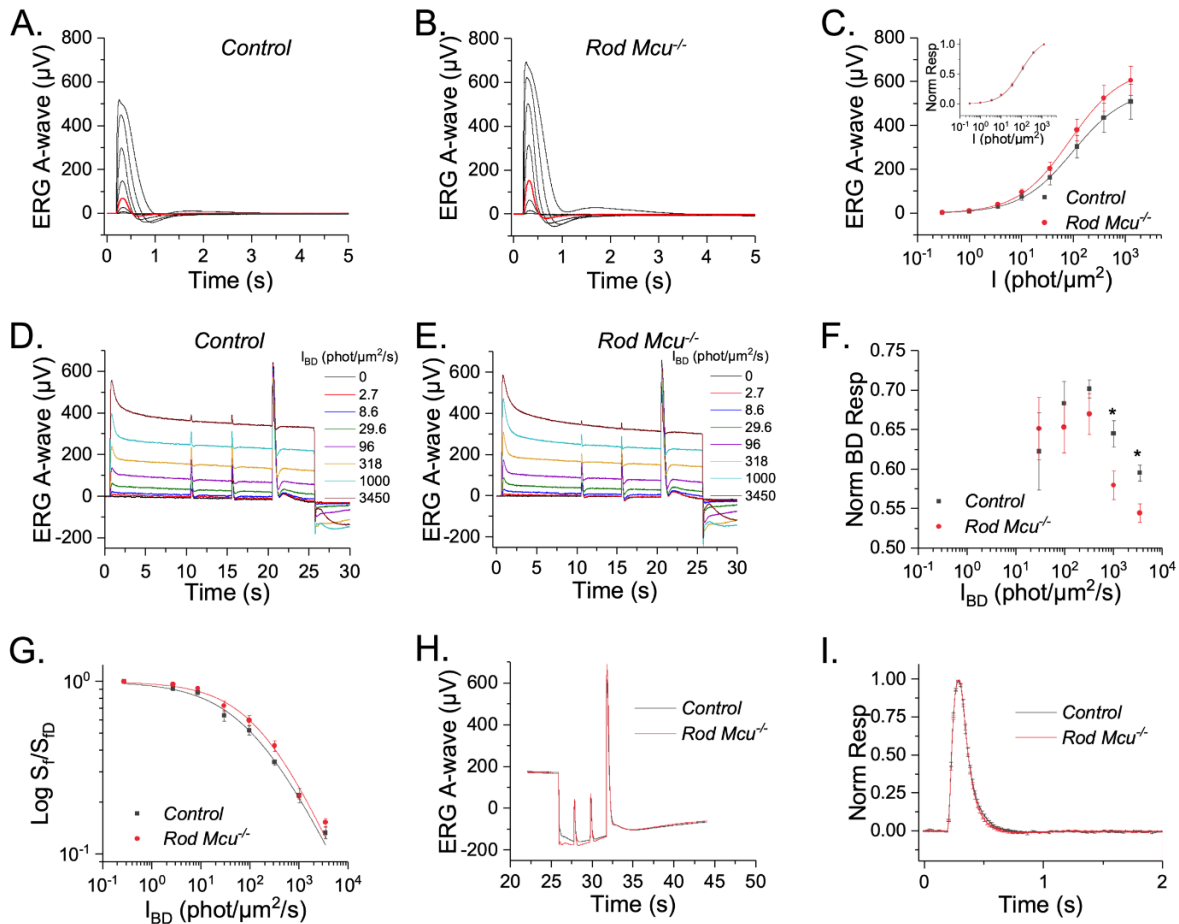 A.
Control
ERG A-wave (µV)
800
600
400
200
0
0
1
2
3
4
5
Time (s)
B.
Rod Mcu-/-
ERG A-wave (µV)
800
600
400
200
0
0
1
2
3
4
5
Time (s)
C.
ERG A-wave (µV)
800
600
400
200
0
Norm Resp
1.0
0.5
0.0
10-1 100 101 102 103
I (phot/µm2)
Control
Rod Mcu-/-
10-1 100 101 102 103
I (phot/µm2)
D.
Control
IBD (phot/µm2/s)
0
2.7
8.6
29.6
96
318
1000
3450
ERG A-wave (µV)
600
400
200
0
-200
0 5 10 15 20 25 30
Time (s)
E.
Rod Mcu-/-
IBD (phot/µm2/s)
0
2.7
8.6
29.6
96
318
1000
3450
ERG A-wave (µV)
600
400
200
0
-200
0 5 10 15 20 25 30
Time (s)
F.
Norm BD Resp
0.75
0.70
0.65
0.60
0.55
0.50
*
*
Control
Rod Mcu-/-
10-1 100 101 102 103 104
IBD (phot/µm2/s)
G.
Log Sf/SfD
100
10-1
Control
Rod Mcu-/-
10-1 100 101 102 103 104
IBD (phot/µm2/s)
H.
ERG A-wave (µV)
600
400
200
0
-200
Control
Rod Mcu-/-
20 25 30 35 40 45 50
Time (s)
I.
Norm Resp
1.00
0.75
0.50
0.25
0.00
Control
Rod Mcu-/-
0 1 2
Time (s)